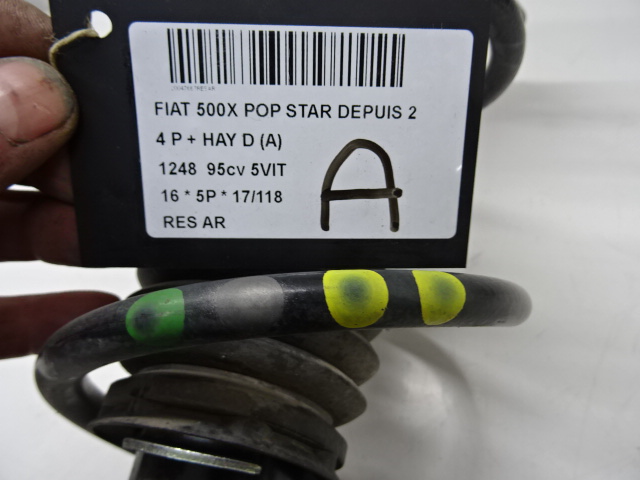 FIAT 500X POP STAR DEPUIS 2
4 P + HAY D (A)
1248 95cv 5VIT
16 * 5P * 17/118
RES AR
A